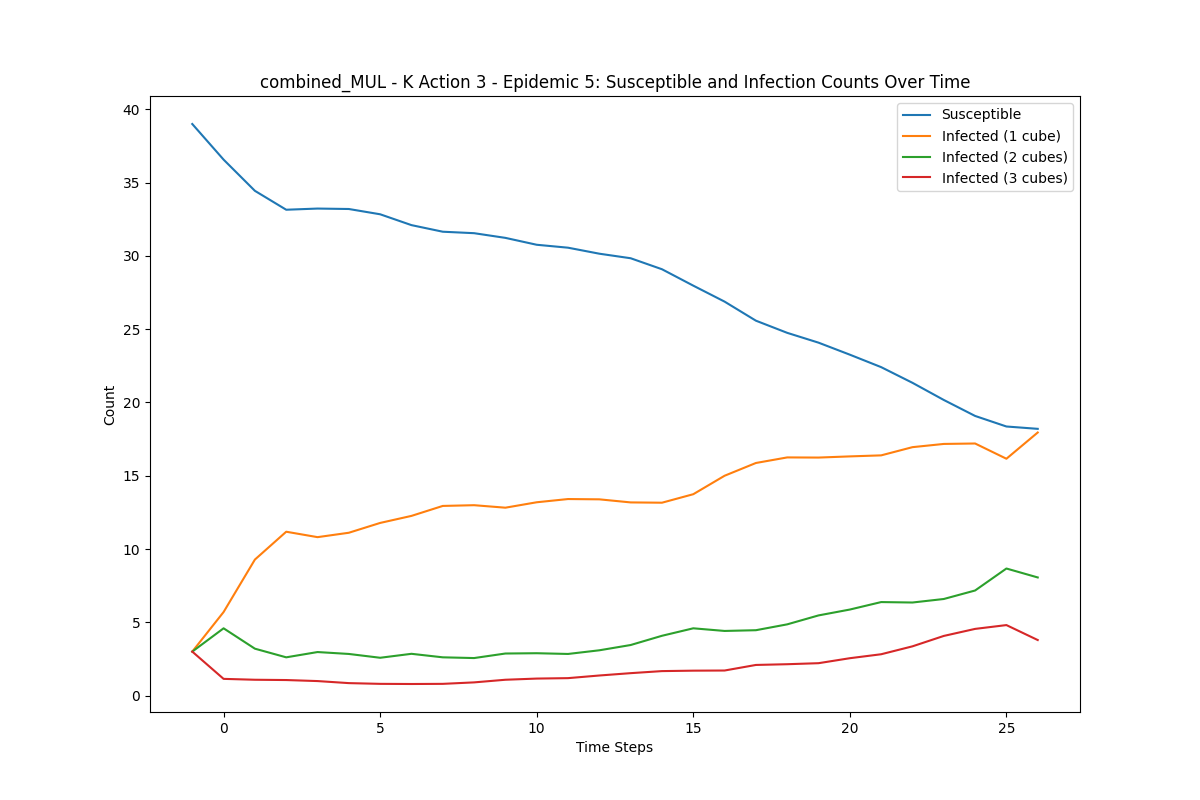 combined_MUL - K Action 3 - Epidemic 5: Susceptible and Infection Counts Over Time
Susceptible
Infected (1 cube)
Infected (2 cubes)
Infected (3 cubes)
Count
40
35
30
25
20
15
10
5
0
0 5 10 15 20 25
Time Steps